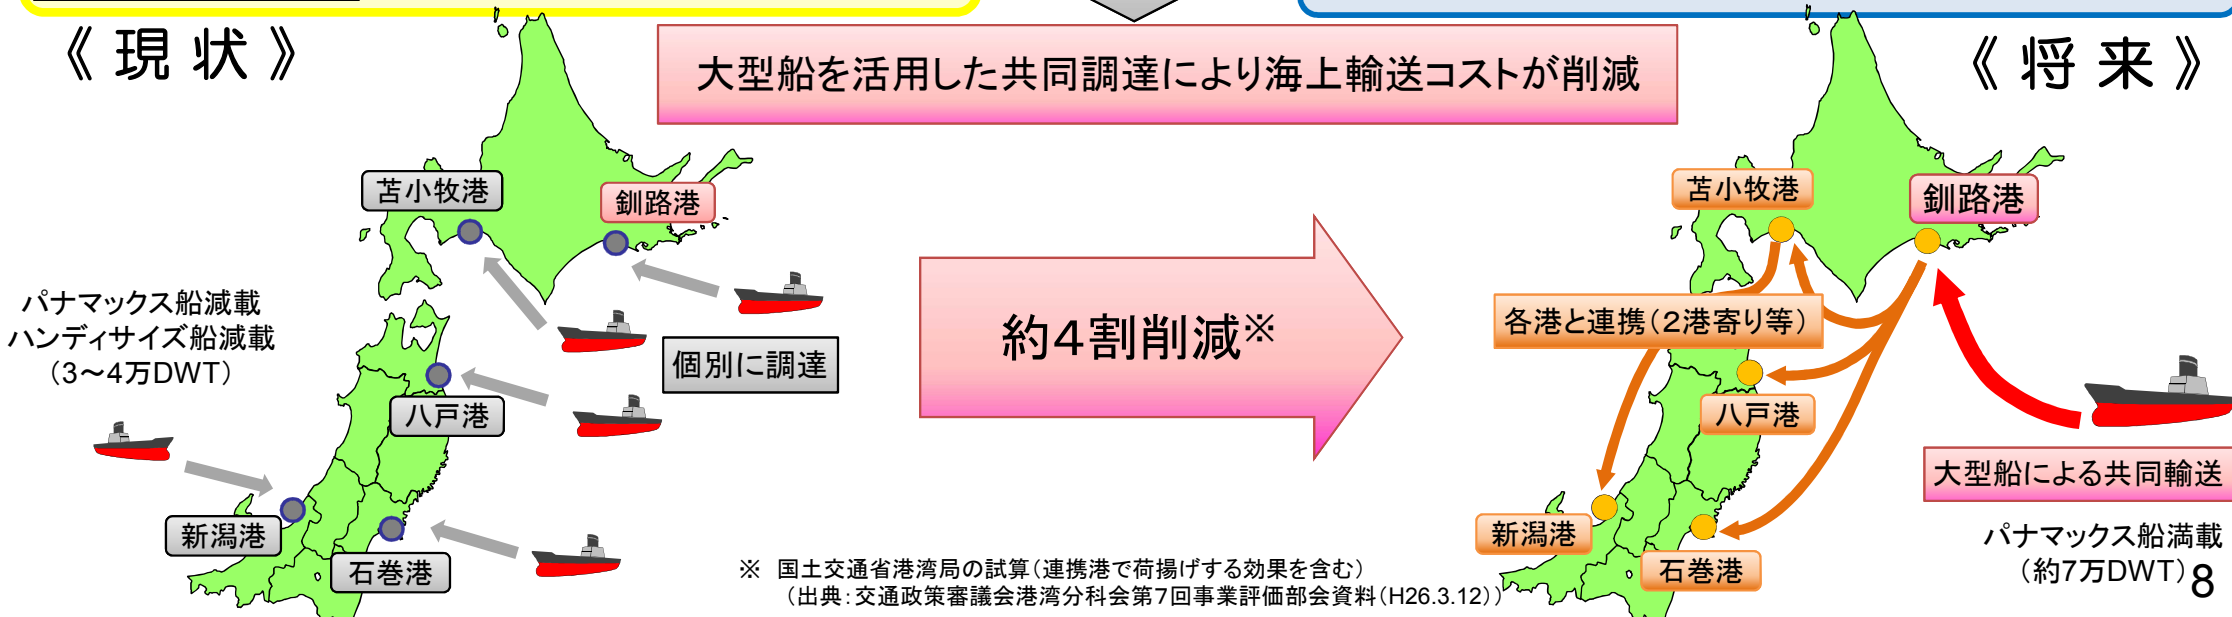 《 現 状 》
大型船を活用した共同調達により海上輸送コストが削減
《 将 来 》
苫小牧港
釧路港
パナマックス船減載
ハンディサイズ船減載
（3～4万DWT）
個別に調達
八戸港
新潟港
石巻港
約４割削減※
苫小牧港
釧路港
各港と連携（２港寄り等）
八戸港
新潟港
石巻港
大型船による共同輸送
パナマックス船満載
（約7万DWT）
※ 国土交通省港湾局の試算（連携港で荷揚げする効果を含む）
（出典：交通政策審議会港湾分科会第７回事業評価部会資料（H26.3.12））
8